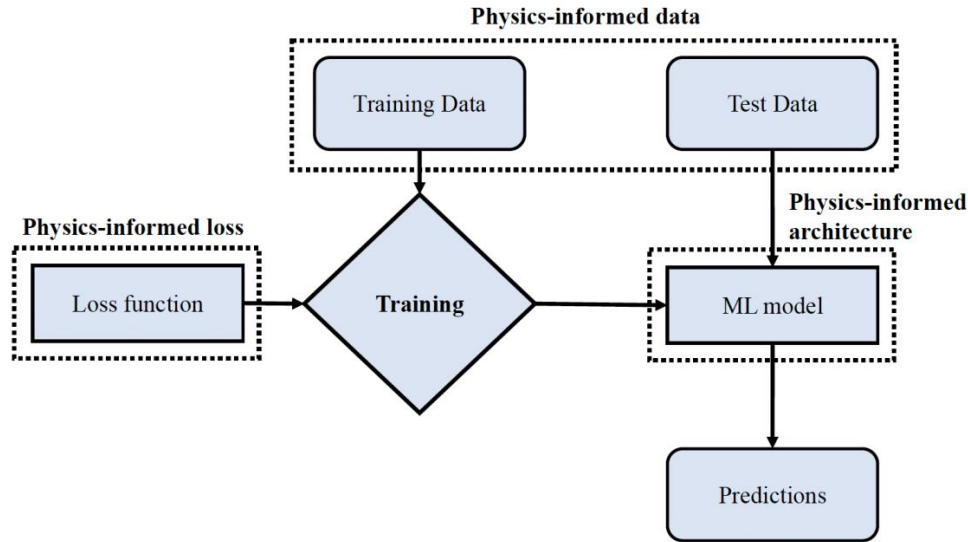 Physics-informed data
Training Data
Test Data
Physics-informed loss
Physics-informed
architecture
Loss function
Training
ML model
Predictions